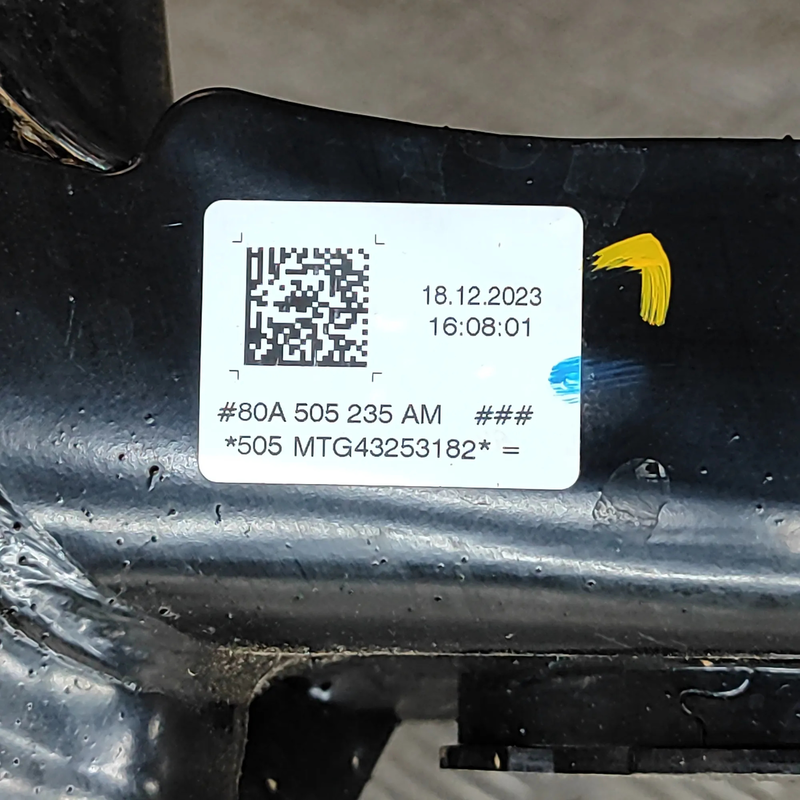 18.12.2023
16:08:01
#80A 505 235 AM ###
*505 MTG43253182* =